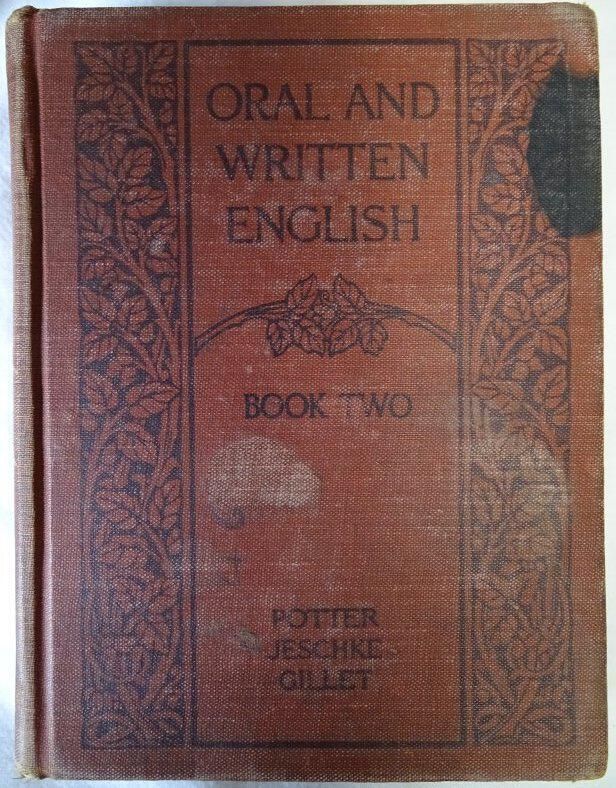 ORAL AND
WRITTEN
ENGLISH
BOOK TWO
POTTER
JESCHKE
GILLET